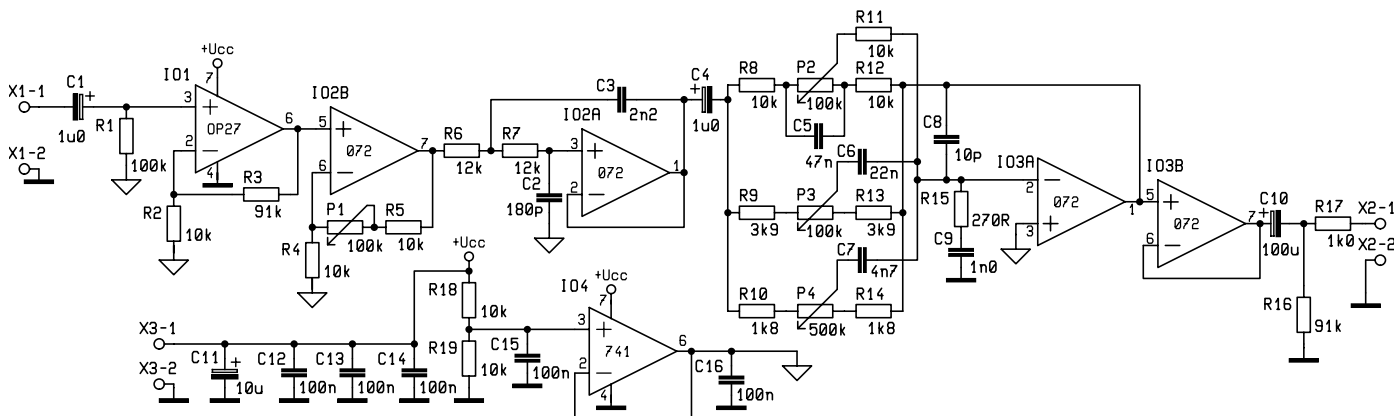 X1-1
C1
+
1u0
R1
100k
X1-2
IO1
+Ucc
7
3
+
6
OP27
2
−
4
R3
91k
R2
10k
IO2B
5
+
7
072
6
−
P1
100k
R5
10k
R4
10k
R6
12k
R7
12k
C2
180p
C3
2n2
IO2A
3
+
072
1
2
−
C4
+
1u0
R8
10k
P2
100k
R11
10k
R12
10k
C5
47n
C6
22n
R9
3k9
P3
100k
R13
3k9
C7
4n7
R10
1k8
P4
500k
R14
1k8
C8
10p
R15
270R
C9
1n0
IO3A
−
2
072
1
+
3
IO3B
5
+
072
7
6
−
C10
+
100u
R17
1k0
X2-1
X2-2
R16
91k
X3-1
X3-2
C11
+
10u
C12
100n
C13
100n
C14
100n
+Ucc
R18
10k
R19
10k
C15
100n
IO4
+Ucc
7
3
+
741
6
2
−
4
C16
100n